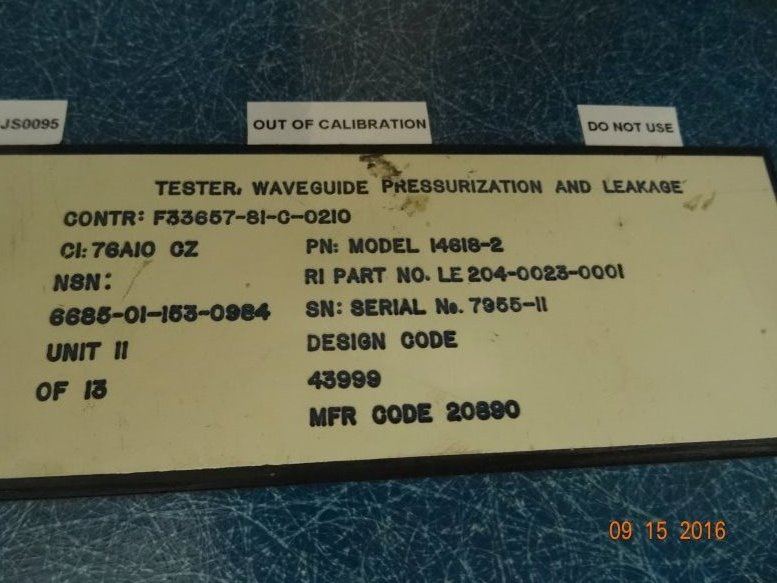 JS0095
OUT OF CALIBRATION
DO NOT USE
TESTER, WAVEGUIDE PRESSURIZATION AND LEAKAGE
CONTR: F33657-81-C-0210
CI: 76A10 CZ
PN: MODEL 14618-2
NSN:
RI PART NO. LE 204-0023-0001
6685-01-153-0984
SN: SERIAL No. 7955-11
UNIT 11
DESIGN CODE
OF 13
43999
MFR CODE 20890
09 15 2016